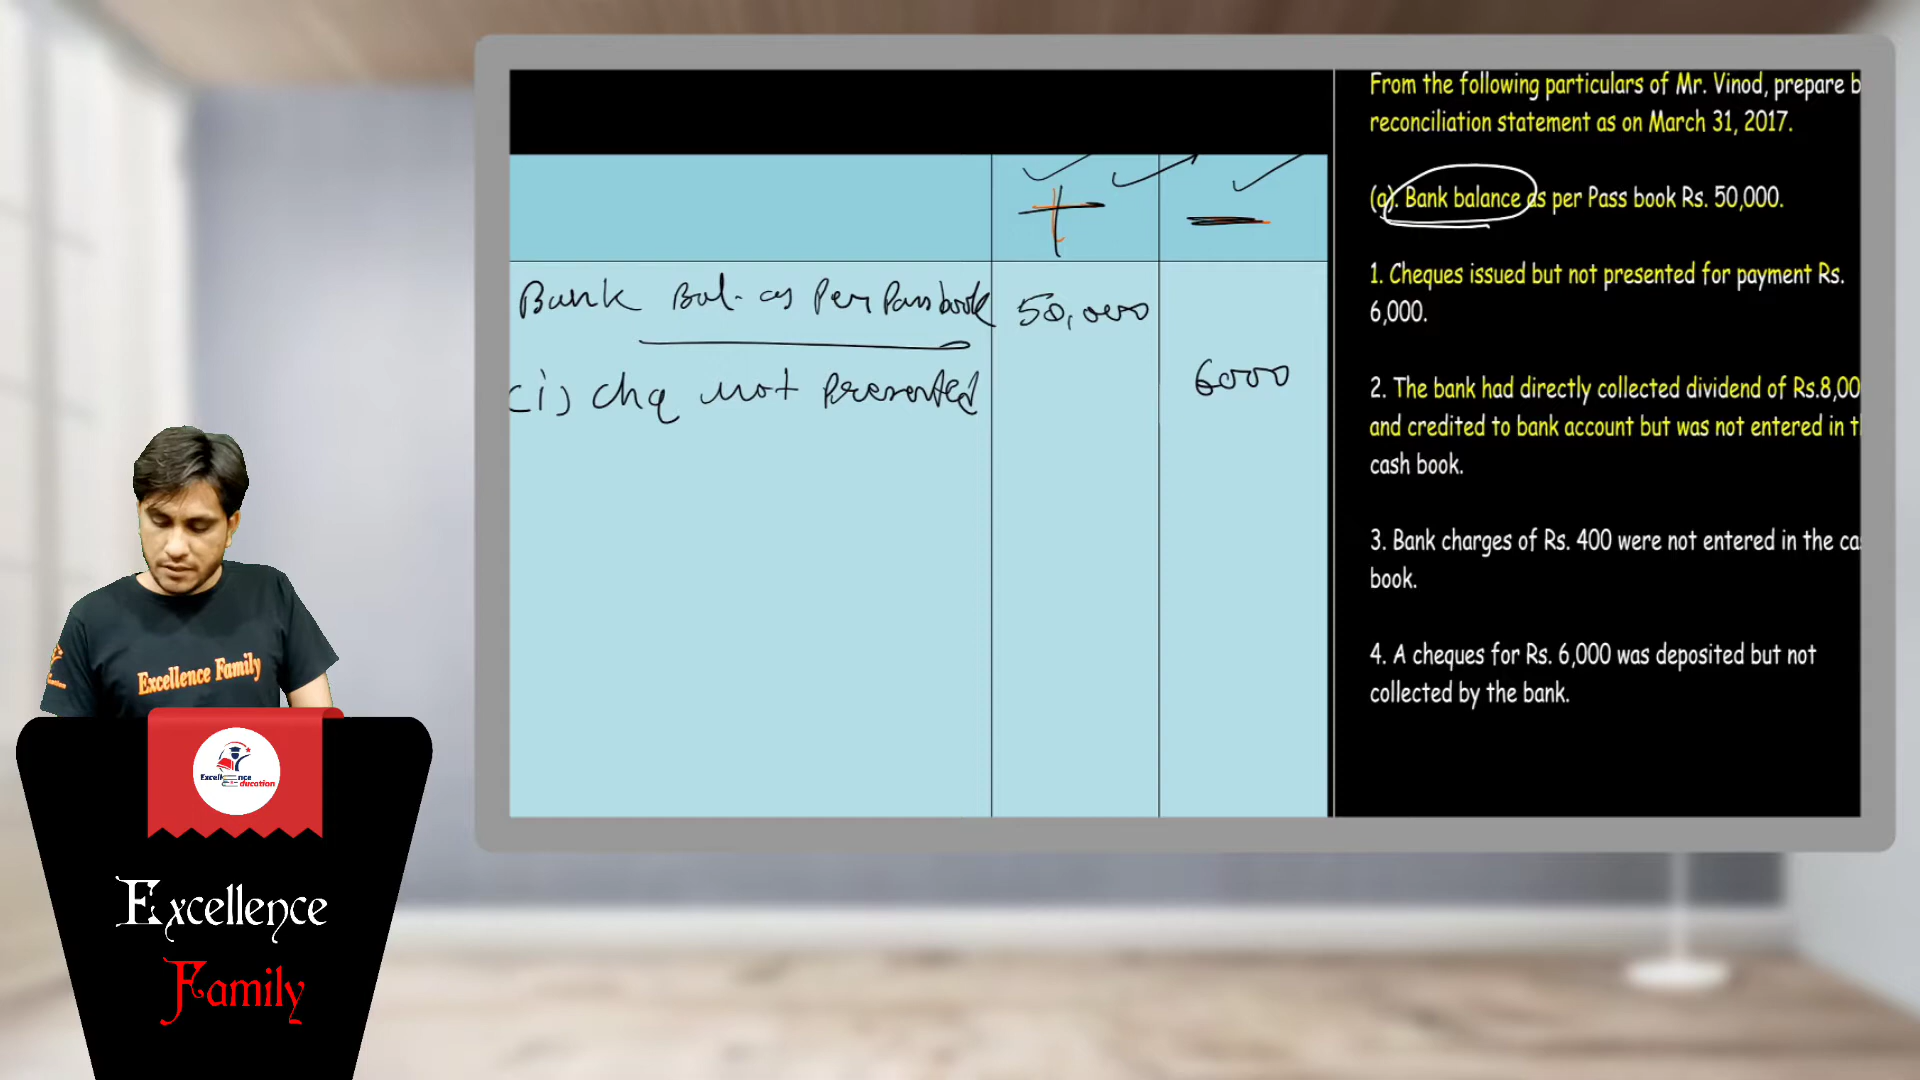 From the following particulars of Mr. Vinod, prepare b
reconciliation statement as on March 31, 2017.
(a). Bank balance as per Pass book Rs. 50,000.
1. Cheques issued but not presented for payment Rs.
6,000.
2. The bank had directly collected dividend of Rs.8,00
and credited to bank account but was not entered in t
cash book.
3. Bank charges of Rs. 400 were not entered in the ca
book.
4. A cheques for Rs. 6,000 was deposited but not
collected by the bank.
+ —
Bank Bal. as Per Passbook 50,000
(i) chq not Presented 6000
Excellence Family
Excellence
Education
Excellence
Family